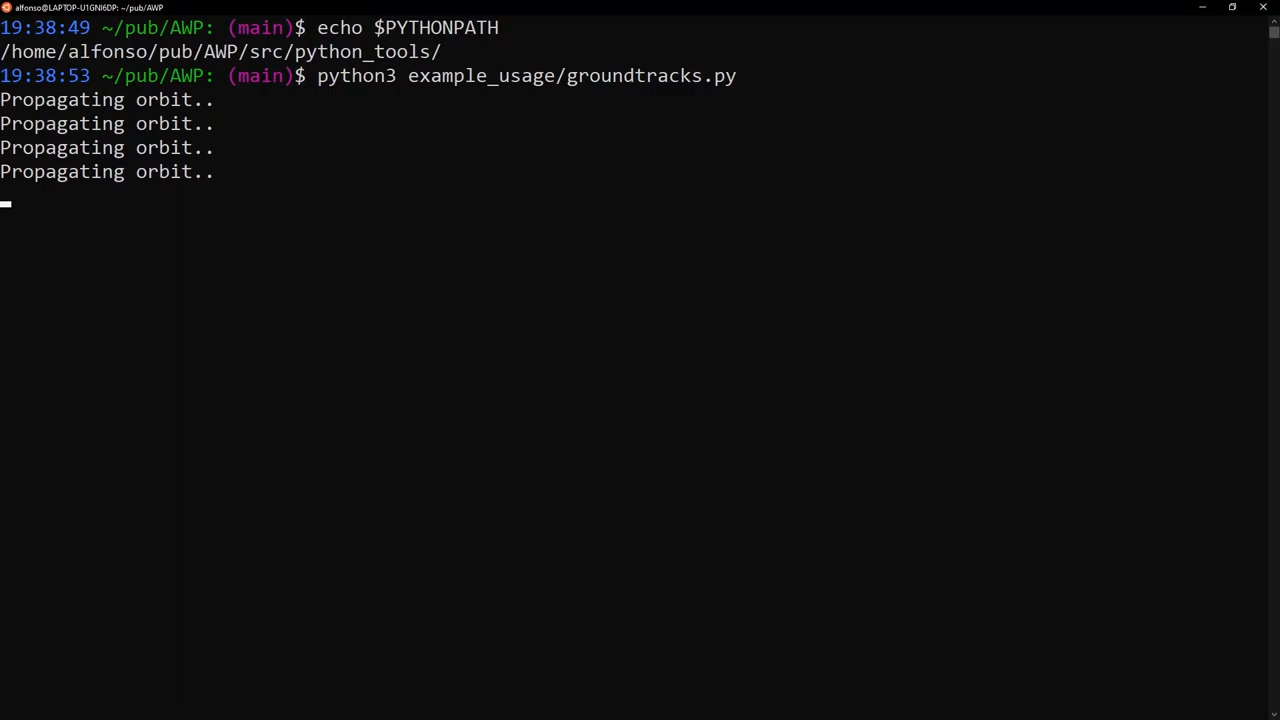 alfonso@LAPTOP-U1GNI6DP: ~/pub/AWP
19:38:49 ~/pub/AWP: (main)$ echo $PYTHONPATH
/home/alfonso/pub/AWP/src/python_tools/
19:38:53 ~/pub/AWP: (main)$ python3 example_usage/groundtracks.py
Propagating orbit..
Propagating orbit..
Propagating orbit..
Propagating orbit..